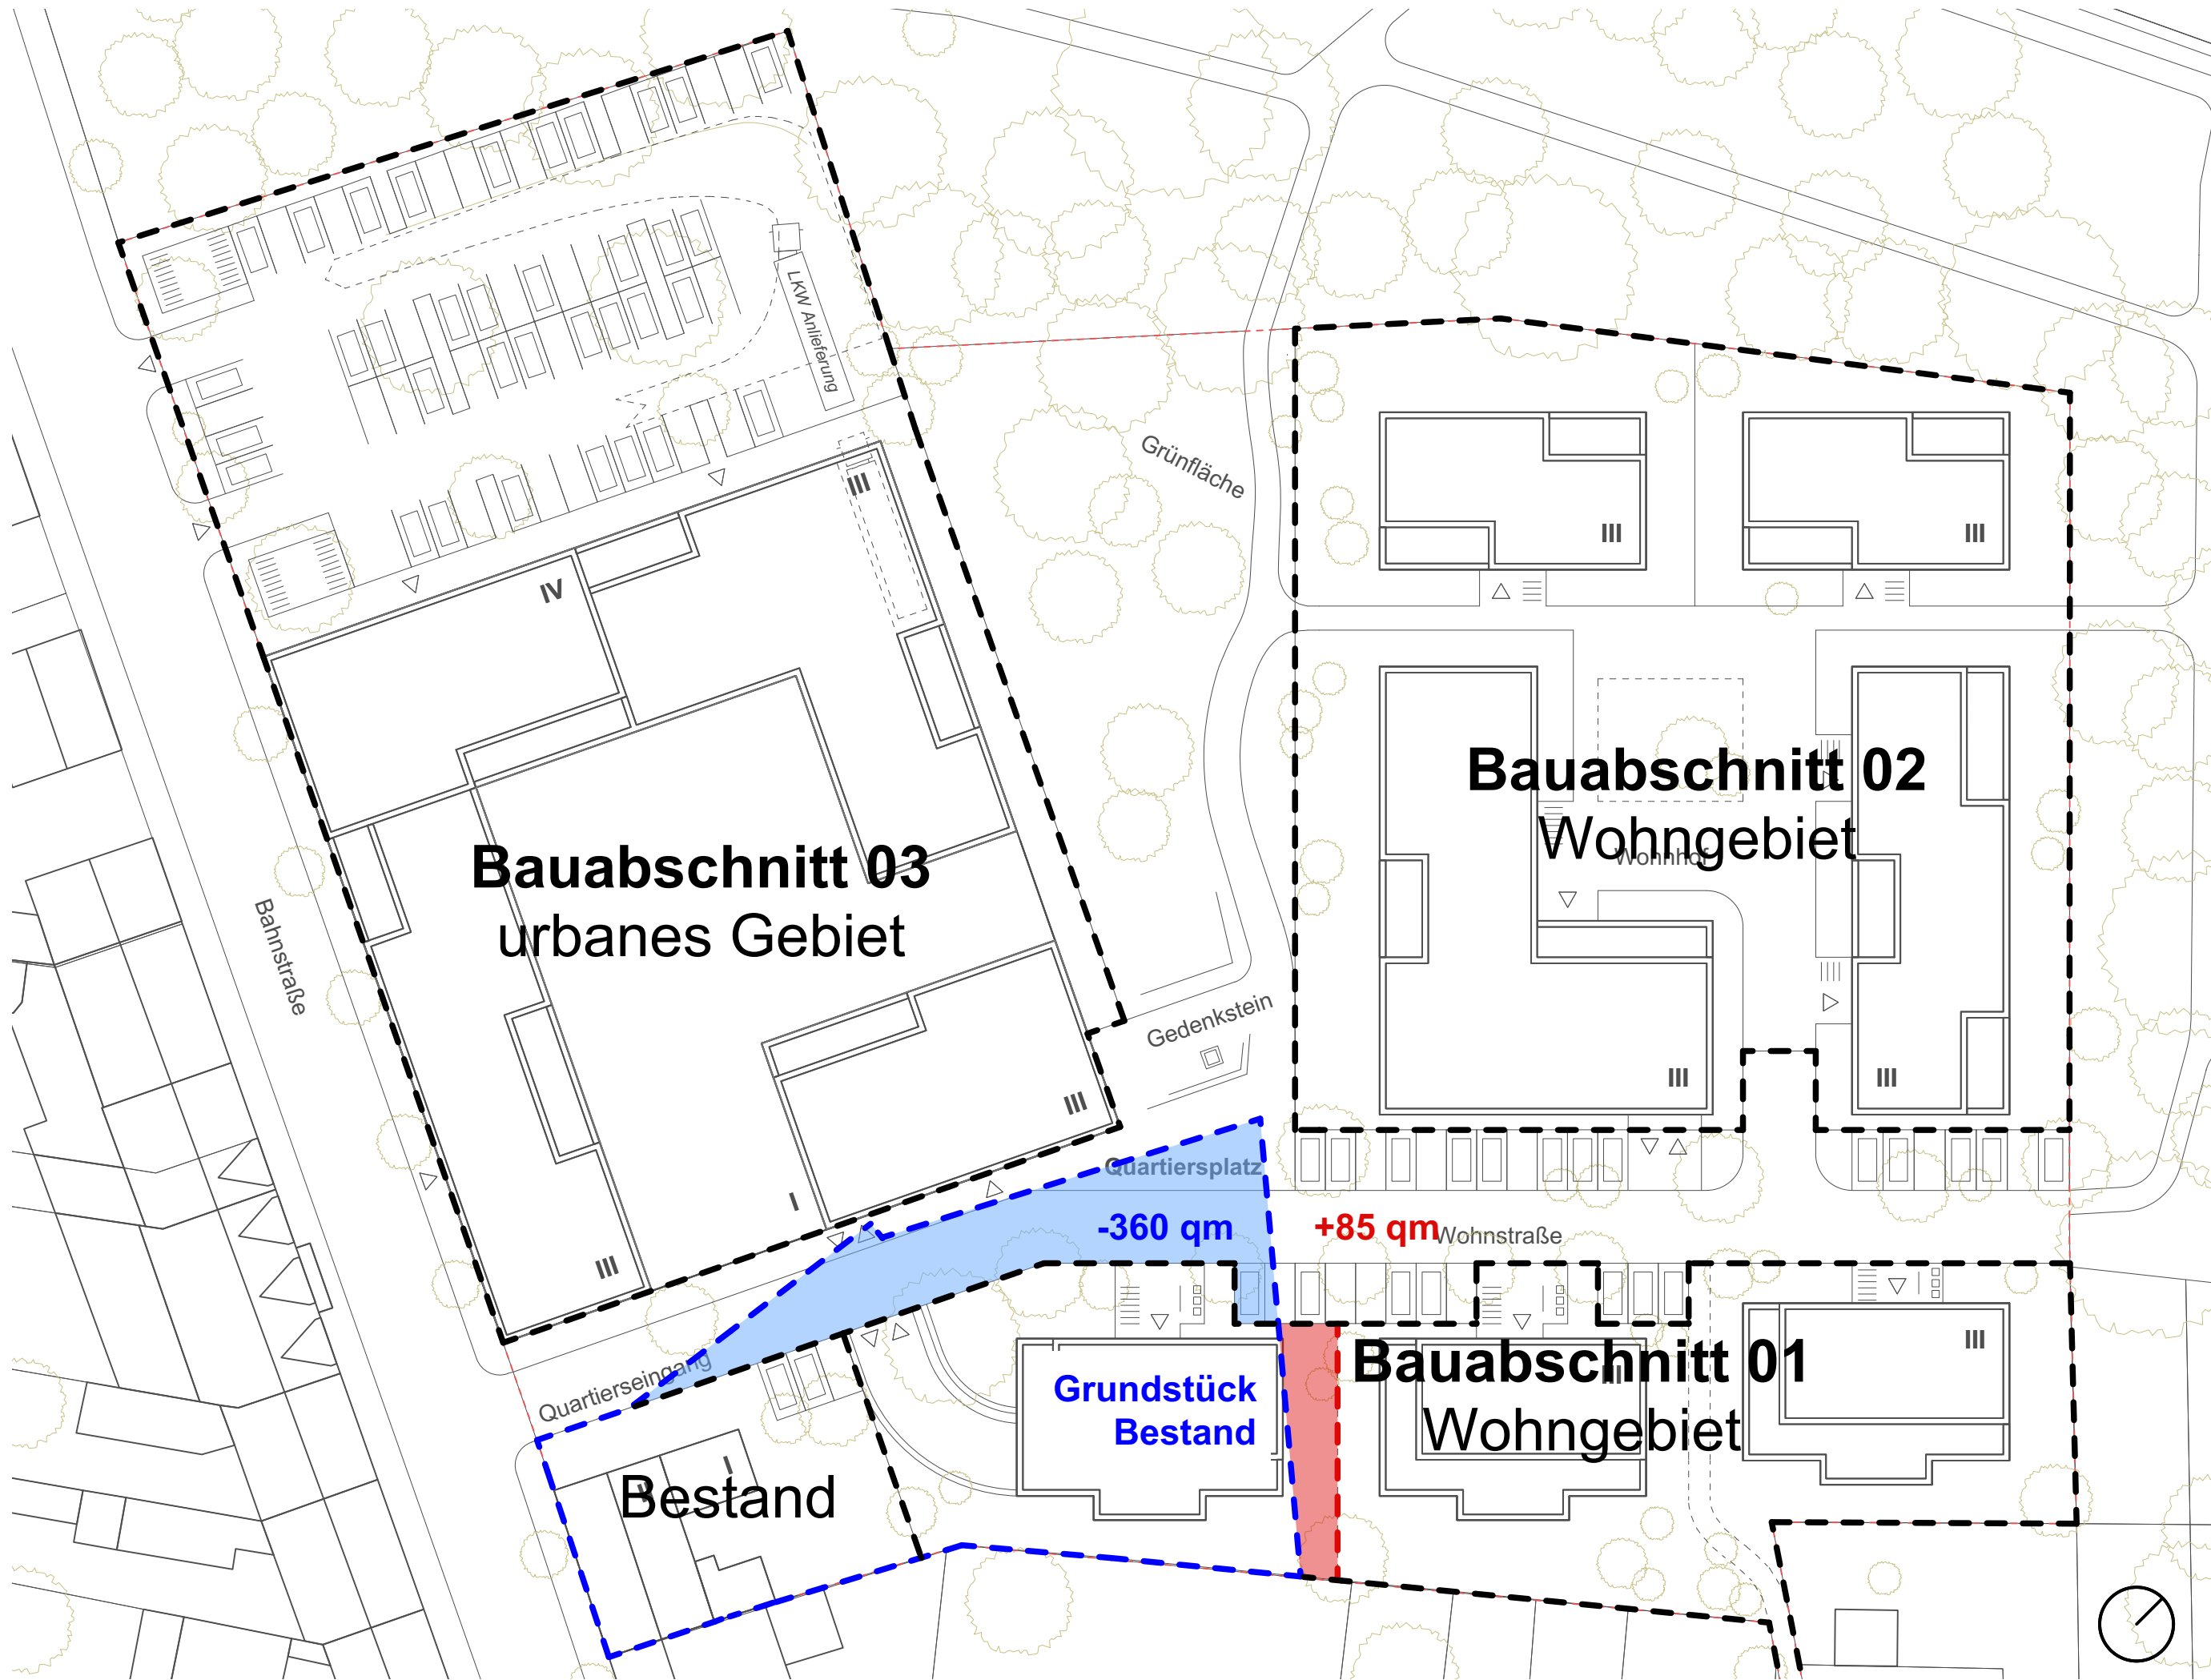 LKW Anlieferung
Grünfläche
III
IV
III
III
Bauabschnitt 02
Wohngebiet
Wohnhof
Bauabschnitt 03
urbanes Gebiet
Bahnstraße
Gedenkstein
III
III
III
Quartiersplatz
I
-360 qm
+85 qm
Wohnstraße
III
Quartierseingang
Grundstück
Bestand
Bauabschnitt 01
Wohngebiet
III
III
I
Bestand